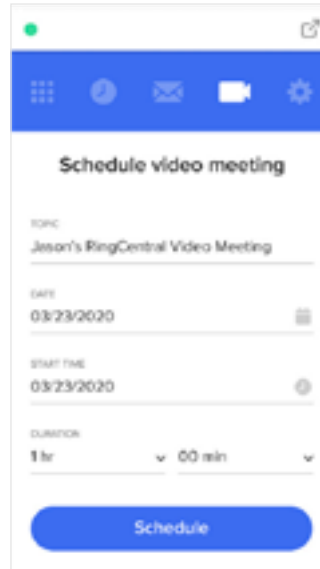 Schedule video meeting
TOPIC
Jason's RingCentral Video Meeting
DATE
03/23/2020
START TIME
03/23/2020
DURATION
1 hr 00 min
Schedule